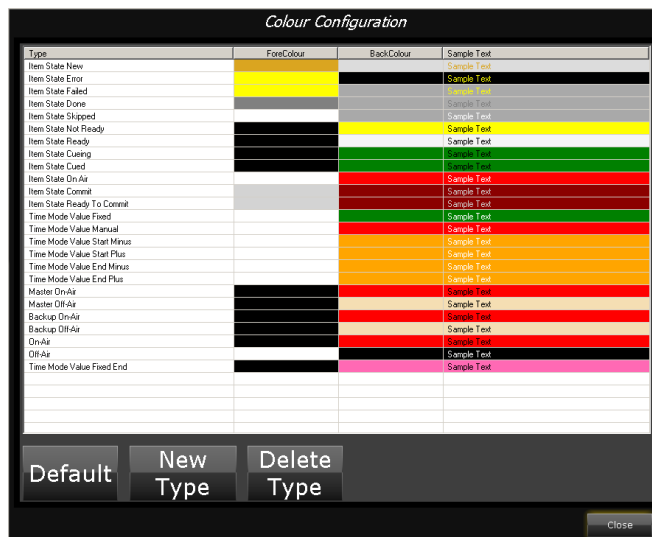 Colour Configuration
Type ForeColour BackColour Sample Text
Item State New Sample Text
Item State Error Sample Text
Item State Failed Sample Text
Item State Done Sample Text
Item State Skipped Sample Text
Item State Not Ready Sample Text
Item State Ready Sample Text
Item State Cueing Sample Text
Item State Cued Sample Text
Item State On Air Sample Text
Item State Commit Sample Text
Item State Ready To Commit Sample Text
Time Mode Value Fixed Sample Text
Time Mode Value Manual Sample Text
Time Mode Value Start Minus Sample Text
Time Mode Value Start Plus Sample Text
Time Mode Value End Minus Sample Text
Time Mode Value End Plus Sample Text
Master On-Air Sample Text
Master Off-Air Sample Text
Backup On-Air Sample Text
Backup Off-Air Sample Text
On-Air Sample Text
Off-Air Sample Text
Time Mode Value Fixed End Sample Text
Default
New
Type
Delete
Type
Close